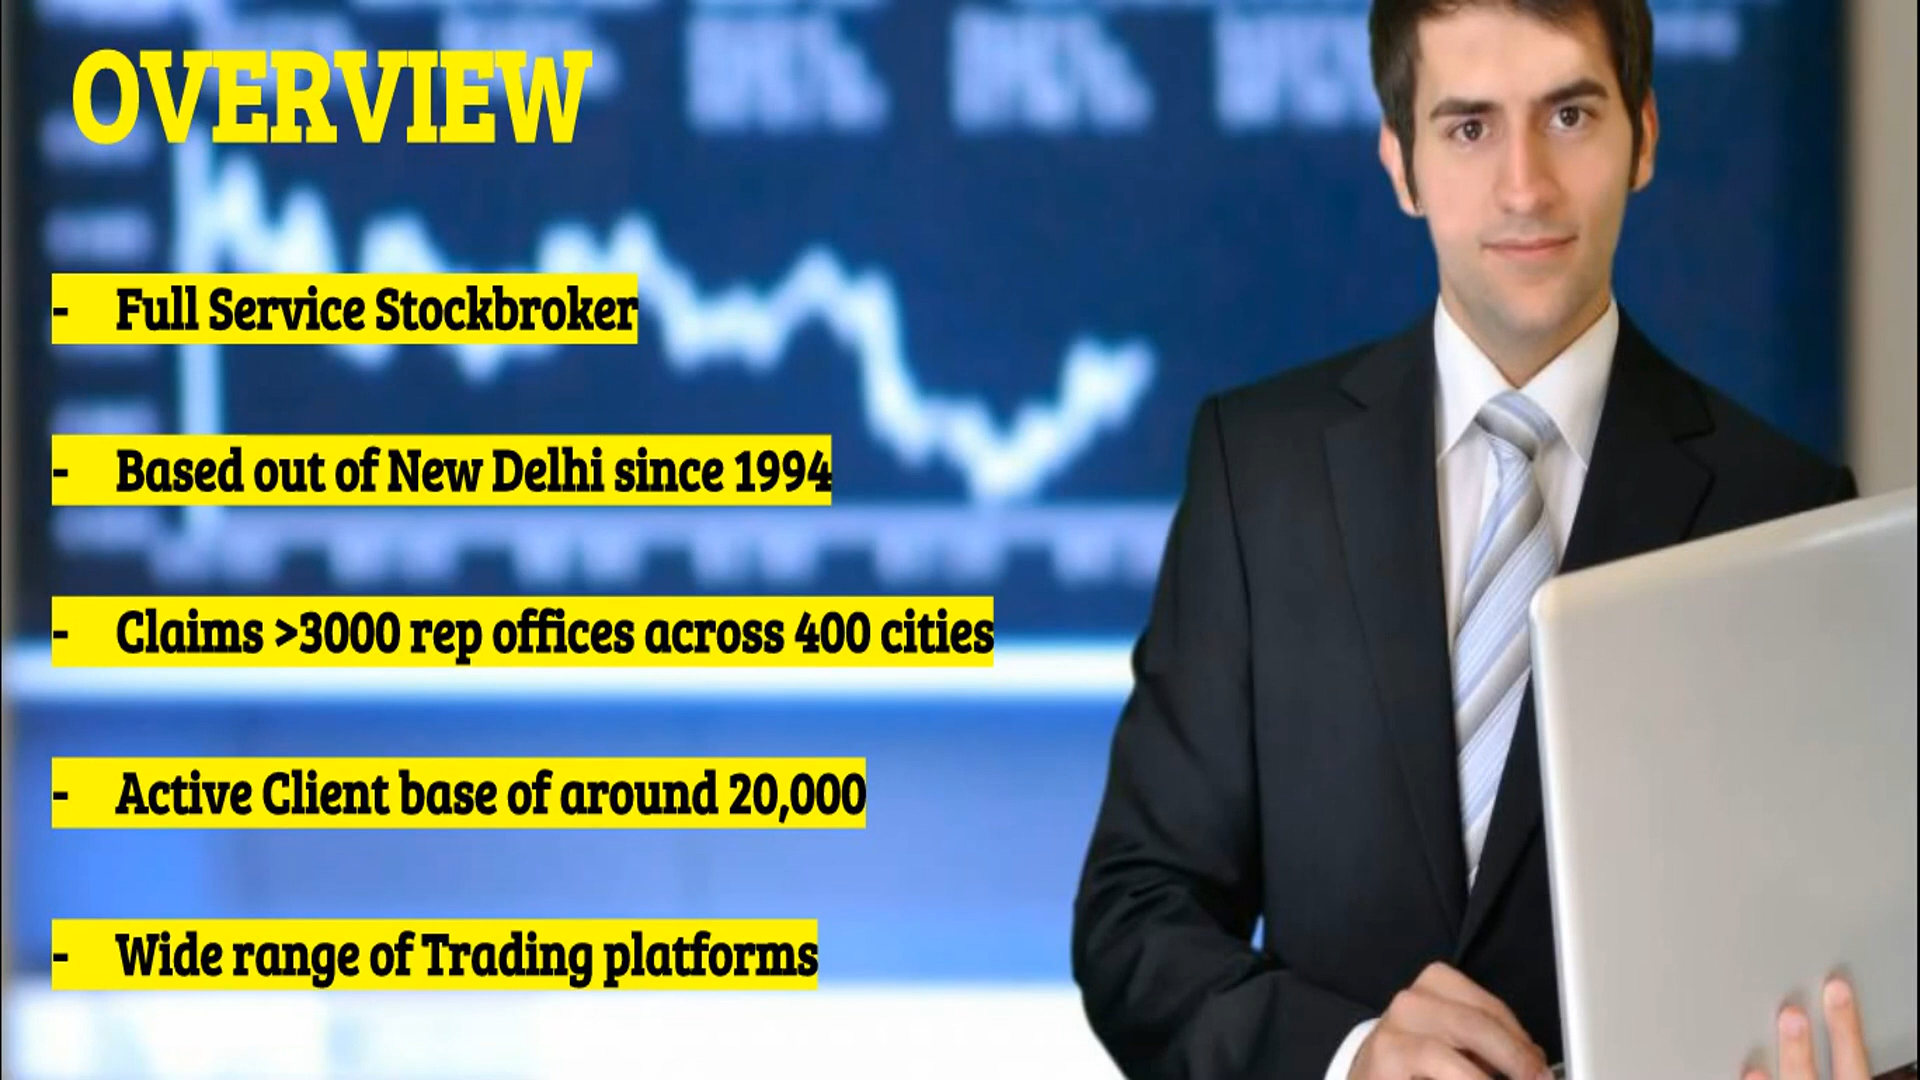 OVERVIEW
- Full Service Stockbroker
- Based out of New Delhi since 1994
- Claims >3000 rep offices across 400 cities
- Active Client base of around 20,000
- Wide range of Trading platforms